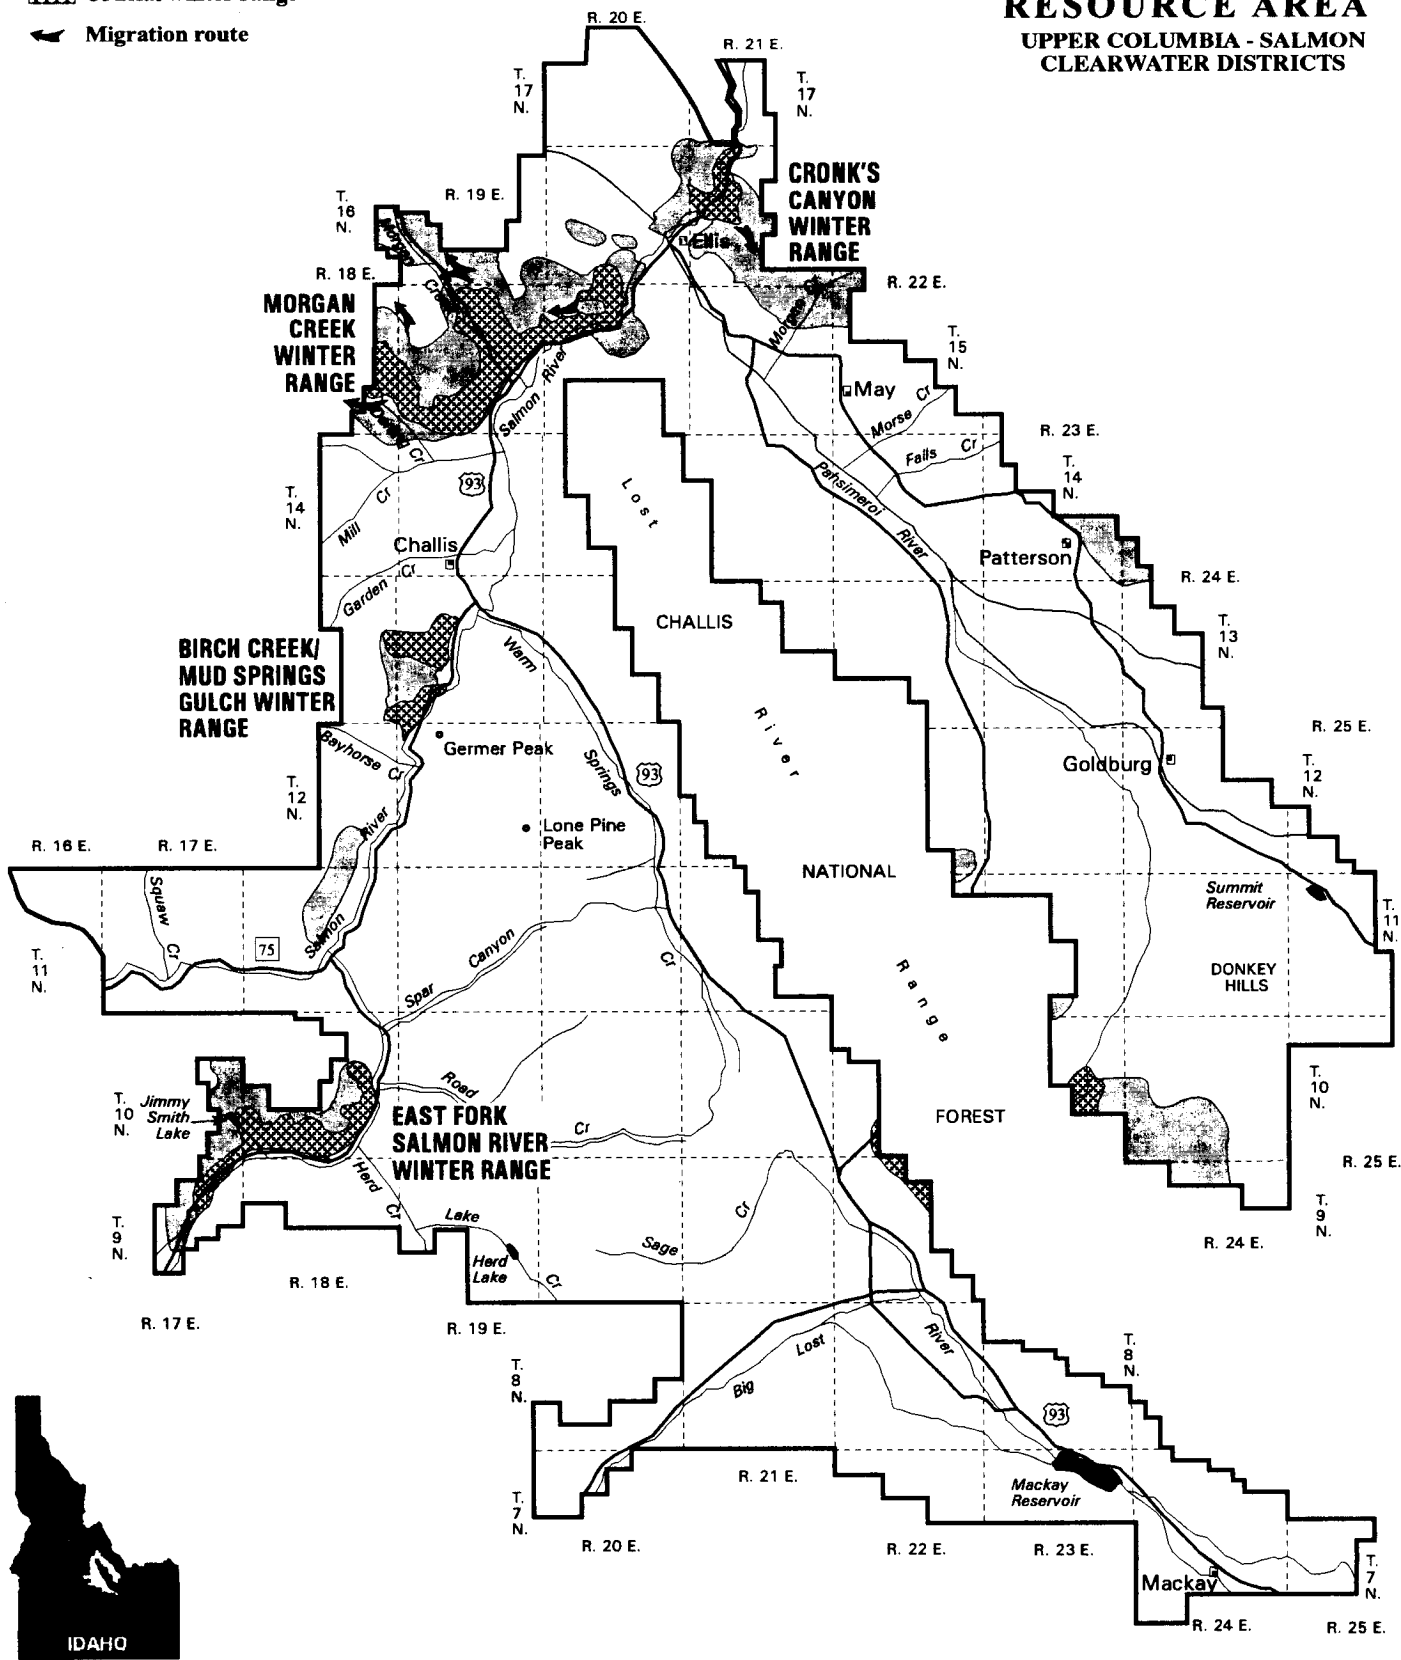 RESOURCE AREA
UPPER COLUMBIA - SALMON
CLEARWATER DISTRICTS
Migration route
R. 20 E.
R. 21 E.
T.
17
N.
T.
17
N.
CRONK'S
CANYON
WINTER
RANGE
T.
16
N.
R. 19 E.
Morgan
Cr
Ellis
R. 18 E.
R. 22 E.
MORGAN
CREEK
WINTER
RANGE
Morgan Cr
T.
15
N.
Salmon River
May
Morse Cr
Falls Cr
R. 23 E.
Cr
93
T.
14
N.
T.
14
N.
Mill Cr
Lost
Pahsimeroi
River
Challis
Patterson
Garden Cr
R. 24 E.
CHALLIS
T.
13
N.
BIRCH CREEK/
MUD SPRINGS
GULCH WINTER
RANGE
Warm
Springs
River
R. 25 E.
Bayhorse Cr
Germer Peak
93
Goldburg
T.
12
N.
T.
12
N.
River
Lone Pine
Peak
R. 16 E.
R. 17 E.
NATIONAL
Squaw
Cr
Summit
Reservoir
T.
11
N.
Salmon
75
Canyon
Cr
T.
11
N.
Range
DONKEY
HILLS
Spar
Road
T.
10
N.
Jimmy
Smith
Lake
T.
10
N.
EAST FORK
SALMON RIVER
WINTER RANGE
Cr
FOREST
R. 25 E.
Herd
Cr
T.
9
N.
Lake
Cr
Sage
T.
9
N.
R. 24 E.
Herd
Lake
Cr
R. 18 E.
R. 17 E.
R. 19 E.
River
Lost
Big
T.
8
N.
T.
8
N.
93
R. 21 E.
Mackay
Reservoir
T.
7
N.
R. 20 E.
R. 22 E.
R. 23 E.
T.
7
N.
Mackay
R. 24 E.
R. 25 E.
IDAHO